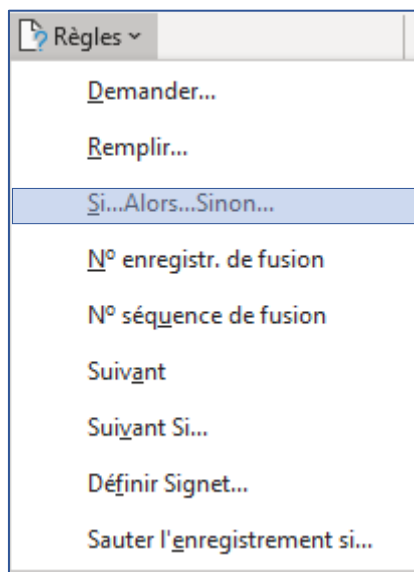 Règles
Demander...
Remplir...
Si...Alors...Sinon...
Nº enregistr. de fusion
Nº séquence de fusion
Suivant
Suivant Si...
Définir Signet...
Sauter l'enregistrement si...